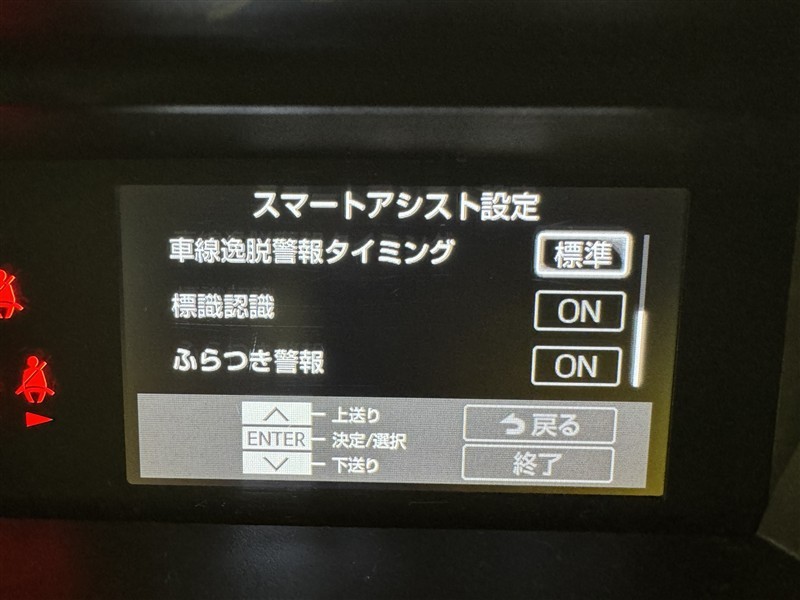 スマートアシスト設定
車線逸脱警報タイミング 標準
標識認識 ON
ふらつき警報 ON
上送り
ENTER 決定/選択
下送り
戻る
終了